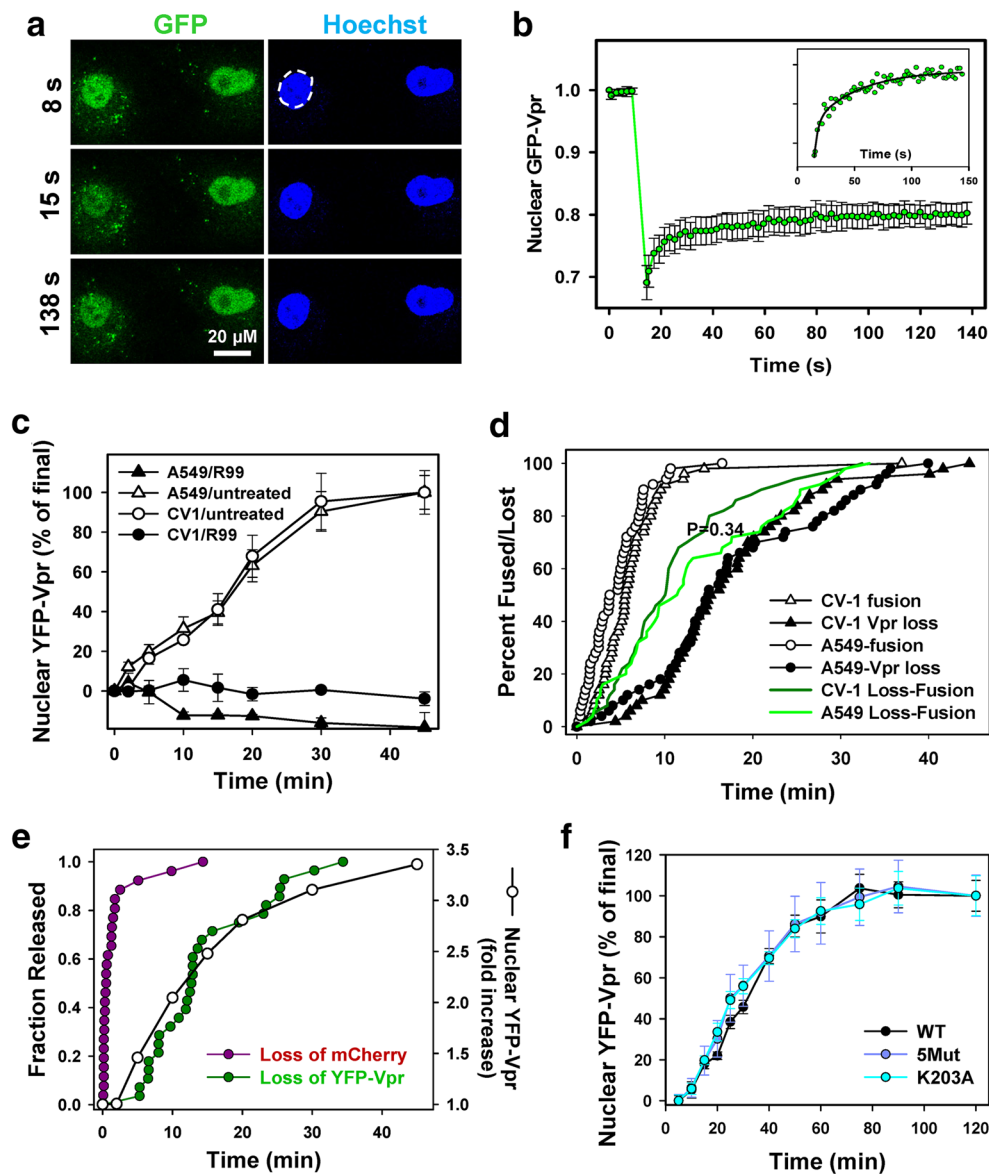 a
GFP
Hoechst
8 s
15 s
138 s
20 µM
b
Nuclear GFP-Vpr
1.0
0.9
0.8
0.7
0 20 40 60 80 100 120 140
Time (s)
Time (s)
0 50 100 150
c
Nuclear YFP-Vpr (% of final)
100
80
60
40
20
0
A549/R99
A549/untreated
CV1/untreated
CV1/R99
0 10 20 30 40
Time (min)
d
Percent Fused/Lost
100
80
60
40
20
0
P=0.34
CV-1 fusion
CV-1 Vpr loss
A549-fusion
A549-Vpr loss
CV-1 Loss-Fusion
A549 Loss-Fusion
0 10 20 30 40
Time (min)
e
Fraction Released
1.0
0.8
0.6
0.4
0.2
0.0
Loss of mCherry
Loss of YFP-Vpr
3.5
3.0
2.5
2.0
1.5
1.0
Nuclear YFP-Vpr
(fold increase)
0 10 20 30 40
Time (min)
f
Nuclear YFP-Vpr (% of final)
120
100
80
60
40
20
0
WT
5Mut
K203A
0 20 40 60 80 100 120
Time (min)